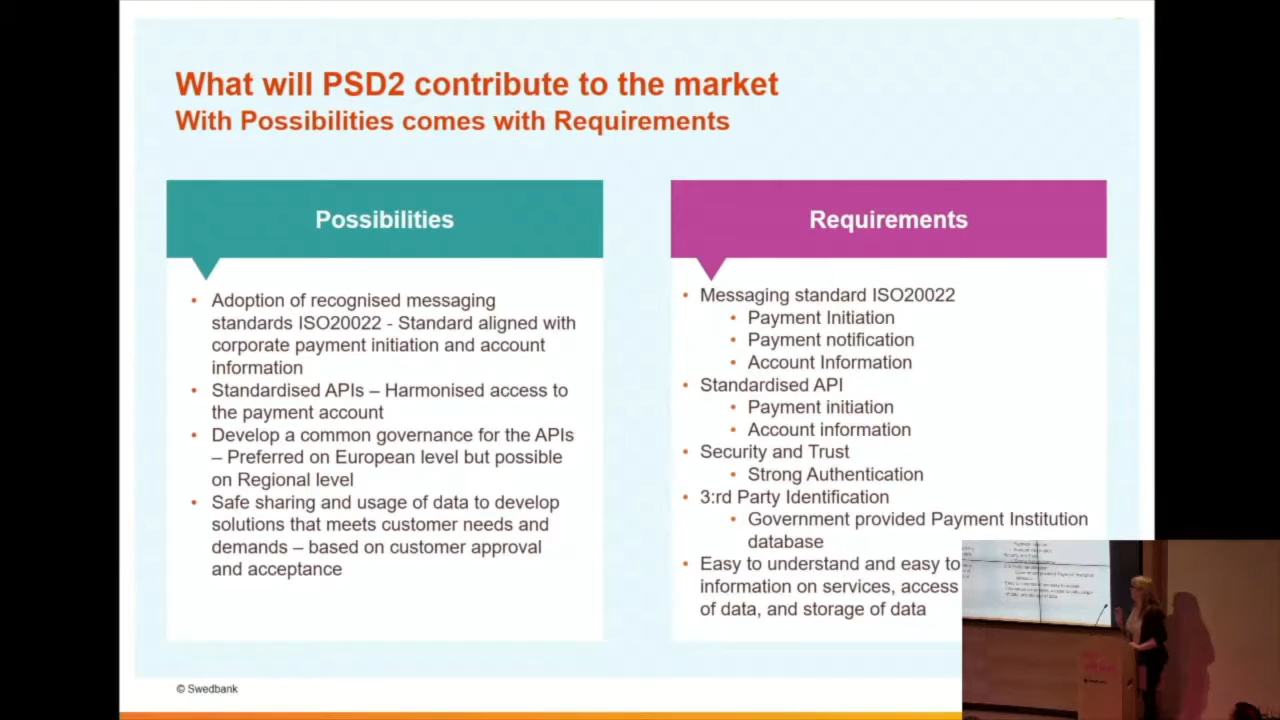 What will PSD2 contribute to the market
With Possibilities comes with Requirements
Possibilities
• Adoption of recognised messaging
standards ISO20022 - Standard aligned with
corporate payment initiation and account
information
• Standardised APIs – Harmonised access to
the payment account
• Develop a common governance for the APIs
– Preferred on European level but possible
on Regional level
• Safe sharing and usage of data to develop
solutions that meets customer needs and
demands – based on customer approval
and acceptance
Requirements
• Messaging standard ISO20022
• Payment Initiation
• Payment notification
• Account Information
• Standardised API
• Payment initiation
• Account information
• Security and Trust
• Strong Authentication
• 3:rd Party Identification
• Government provided Payment Institution
database
• Easy to understand and easy to
information on services, access
of data, and storage of data
© Swedbank